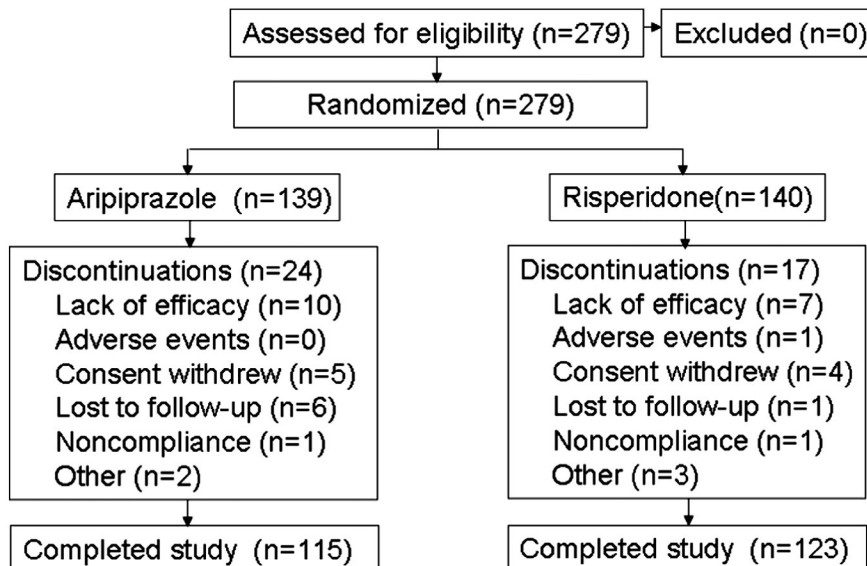 Assessed for eligibility (n=279)
Excluded (n=0)
Randomized (n=279)
Aripiprazole (n=139)
Discontinuations (n=24)
Lack of efficacy (n=10)
Adverse events (n=0)
Consent withdrew (n=5)
Lost to follow-up (n=6)
Noncompliance (n=1)
Other (n=2)
Completed study (n=115)
Risperidone(n=140)
Discontinuations (n=17)
Lack of efficacy (n=7)
Adverse events (n=1)
Consent withdrew (n=4)
Lost to follow-up (n=1)
Noncompliance (n=1)
Other (n=3)
Completed study (n=123)